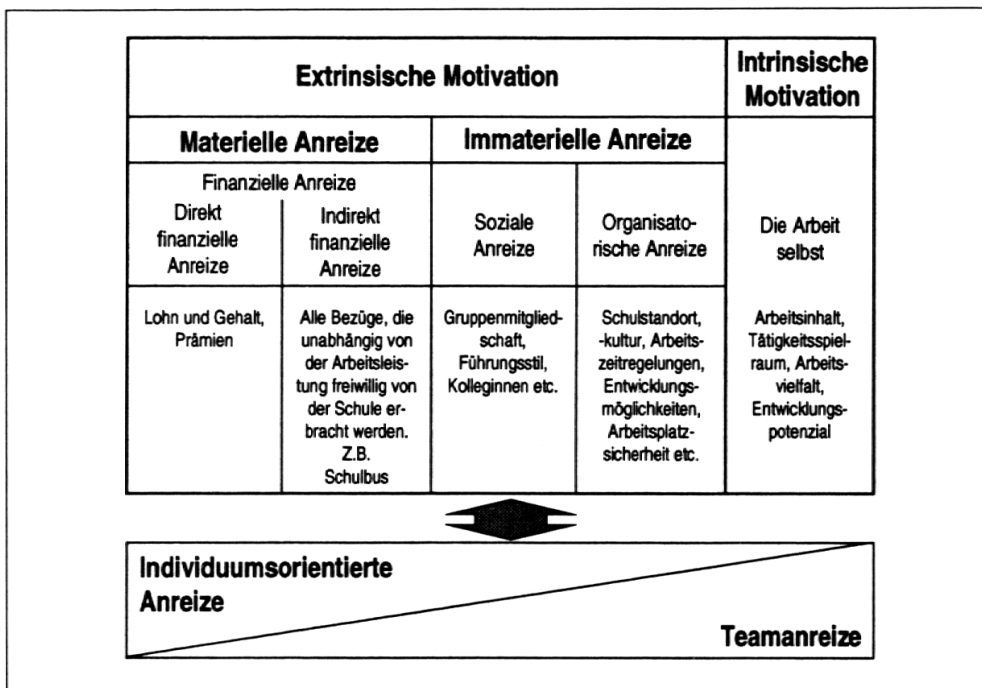 Extrinsische Motivation
Intrinsische
Motivation
Materielle Anreize
Immaterielle Anreize
Finanzielle Anreize
Direkt
finanzielle
Anreize
Indirekt
finanzielle
Anreize
Soziale
Anreize
Organisato-
rische Anreize
Die Arbeit
selbst
Lohn und Gehalt,
Prämien
Alle Bezüge, die
unabhängig von
der Arbeitsleis-
tung freiwillig von
der Schule er-
bracht werden.
Z.B.
Schulbus
Gruppenmitglied-
schaft,
Führungsstil,
Kolleginnen etc.
Schulstandort,
-kultur, Arbeits-
zeitregelungen,
Entwicklungs-
möglichkeiten,
Arbeitsplatz-
sicherheit etc.
Arbeitsinhalt,
Tätigkeitsspiel-
raum, Arbeits-
vielfalt,
Entwicklungs-
potenzial
Individuumsorientierte
Anreize
Teamanreize